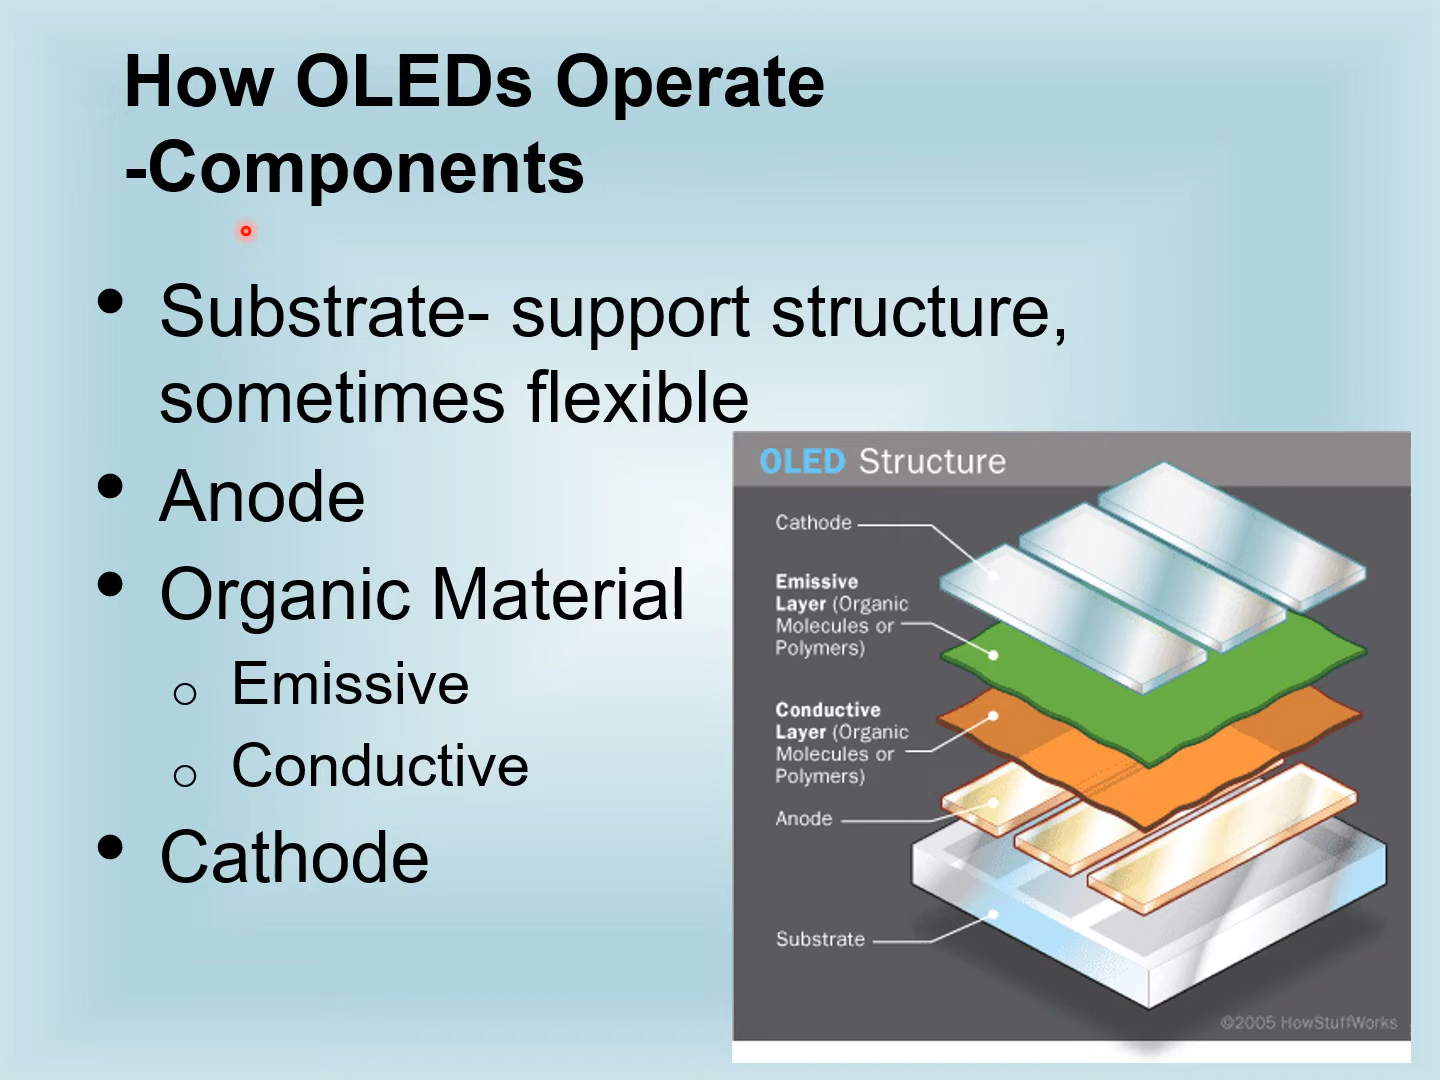 How OLEDs Operate
-Components
• Substrate- support structure,
sometimes flexible
• Anode
• Organic Material
o Emissive
o Conductive
• Cathode
OLED Structure
Cathode
Emissive
Layer (Organic
Molecules or
Polymers)
Conductive
Layer (Organic
Molecules or
Polymers)
Anode
Substrate
©2005 HowStuffWorks